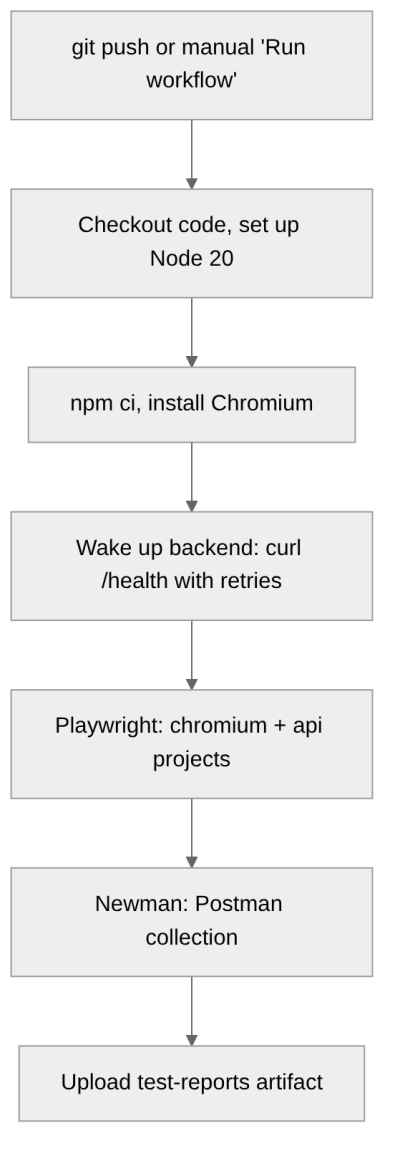 git push or manual 'Run
workflow'
Checkout code, set up
Node 20
npm ci, install Chromium
Wake up backend: curl
/health with retries
Playwright: chromium + api
projects
Newman: Postman
collection
Upload test-reports artifact